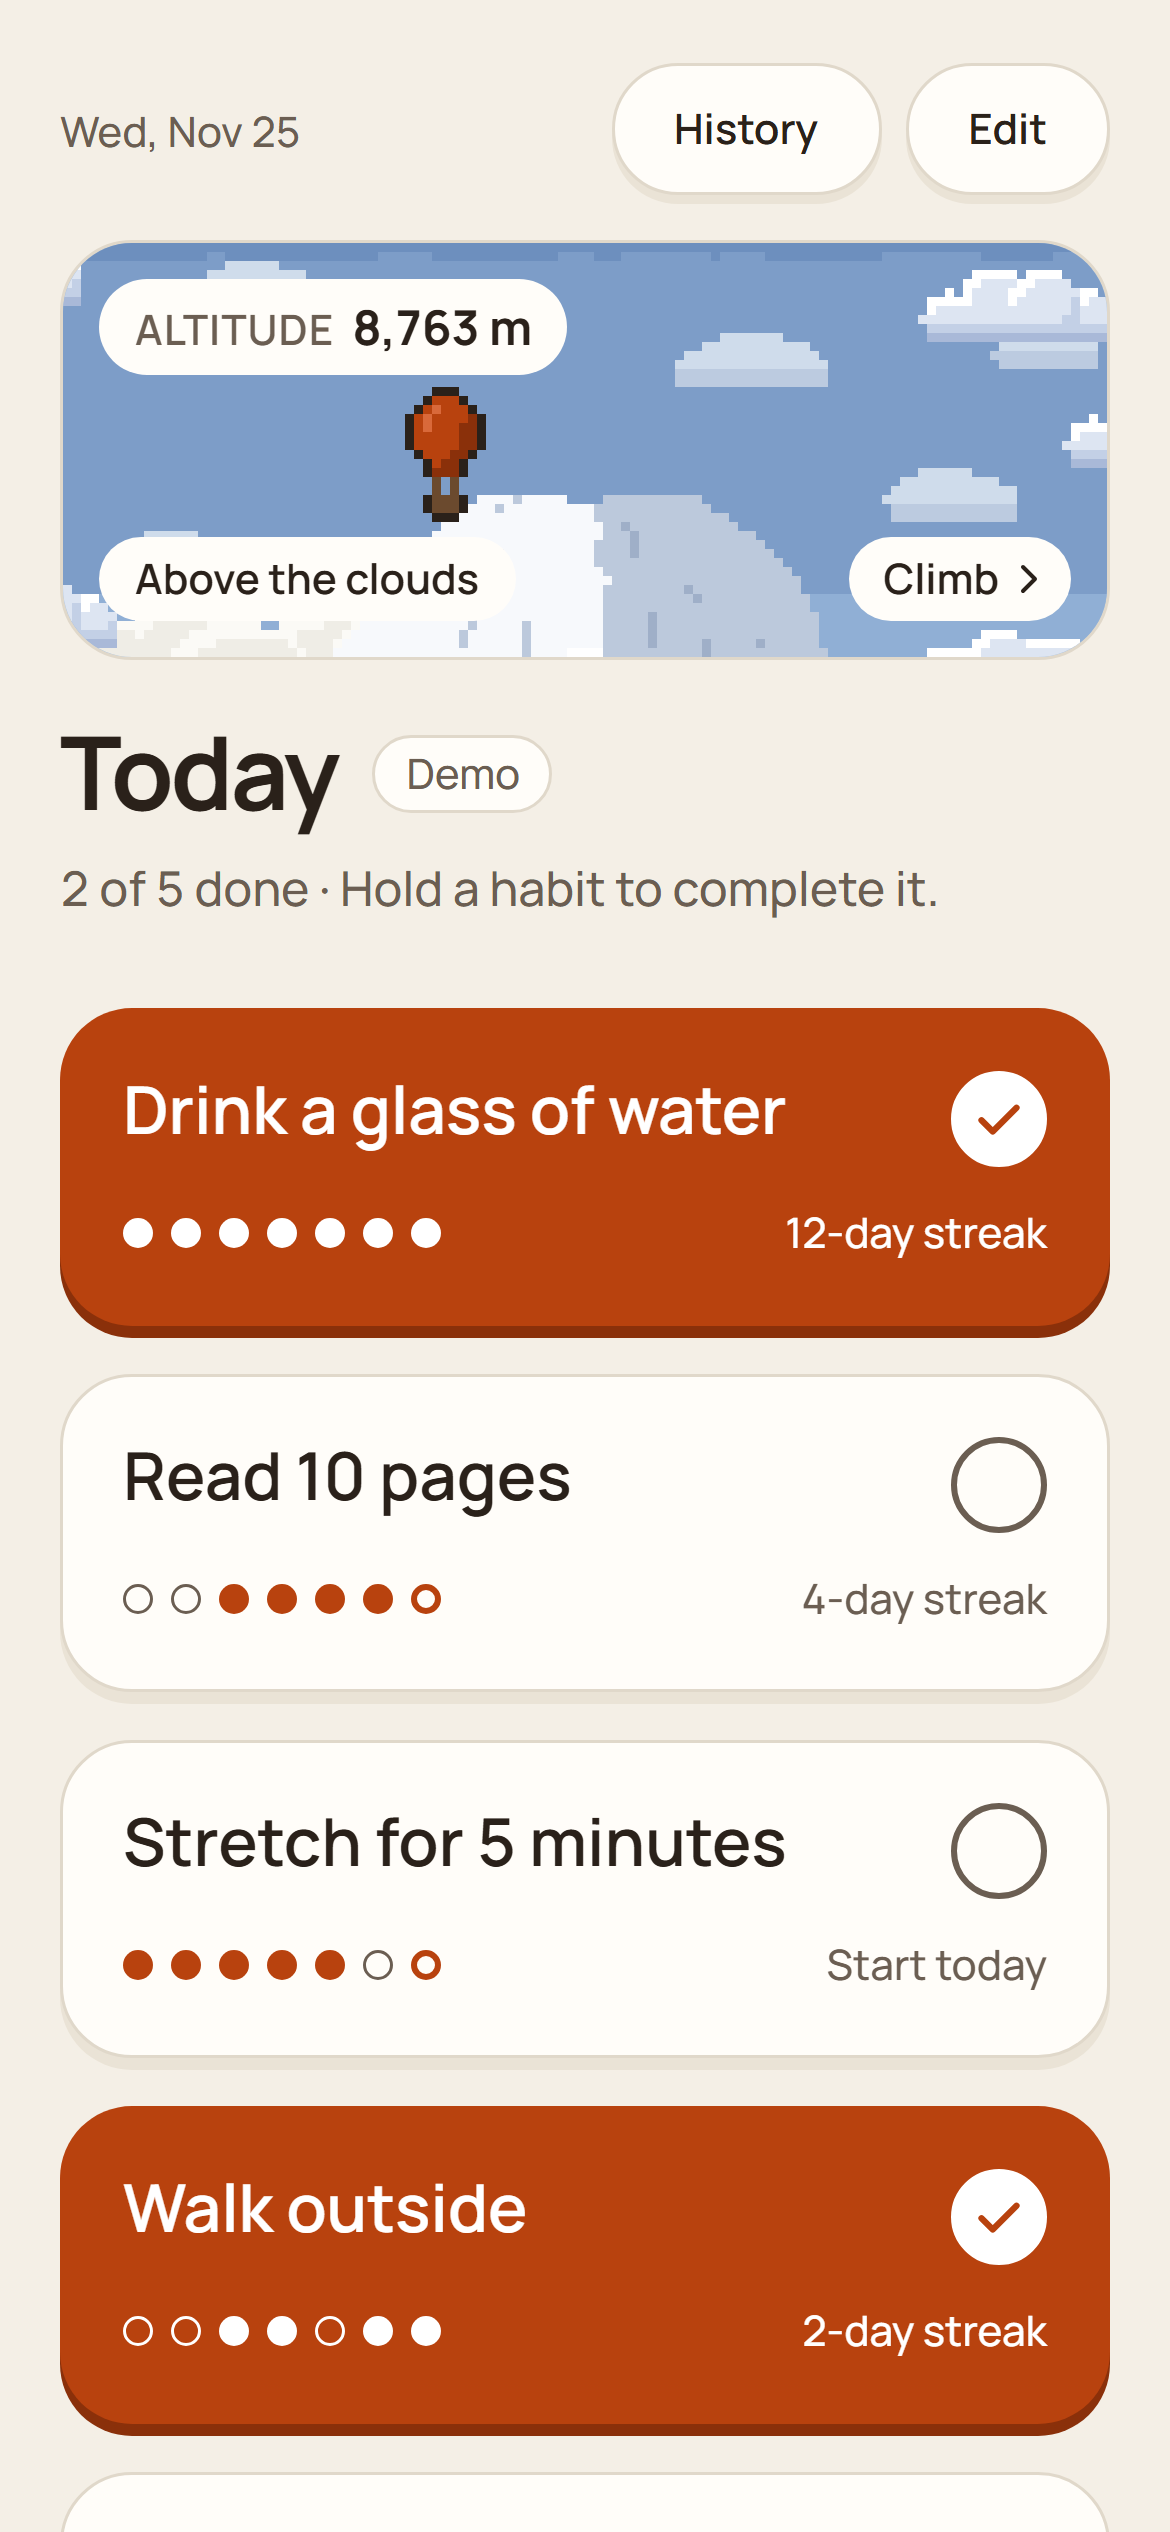 Wed, Nov 25
History
Edit
ALTITUDE 8,763 m
Above the clouds
Climb
Today
Demo
2 of 5 done · Hold a habit to complete it.
Drink a glass of water
12-day streak
Read 10 pages
4-day streak
Stretch for 5 minutes
Start today
Walk outside
2-day streak